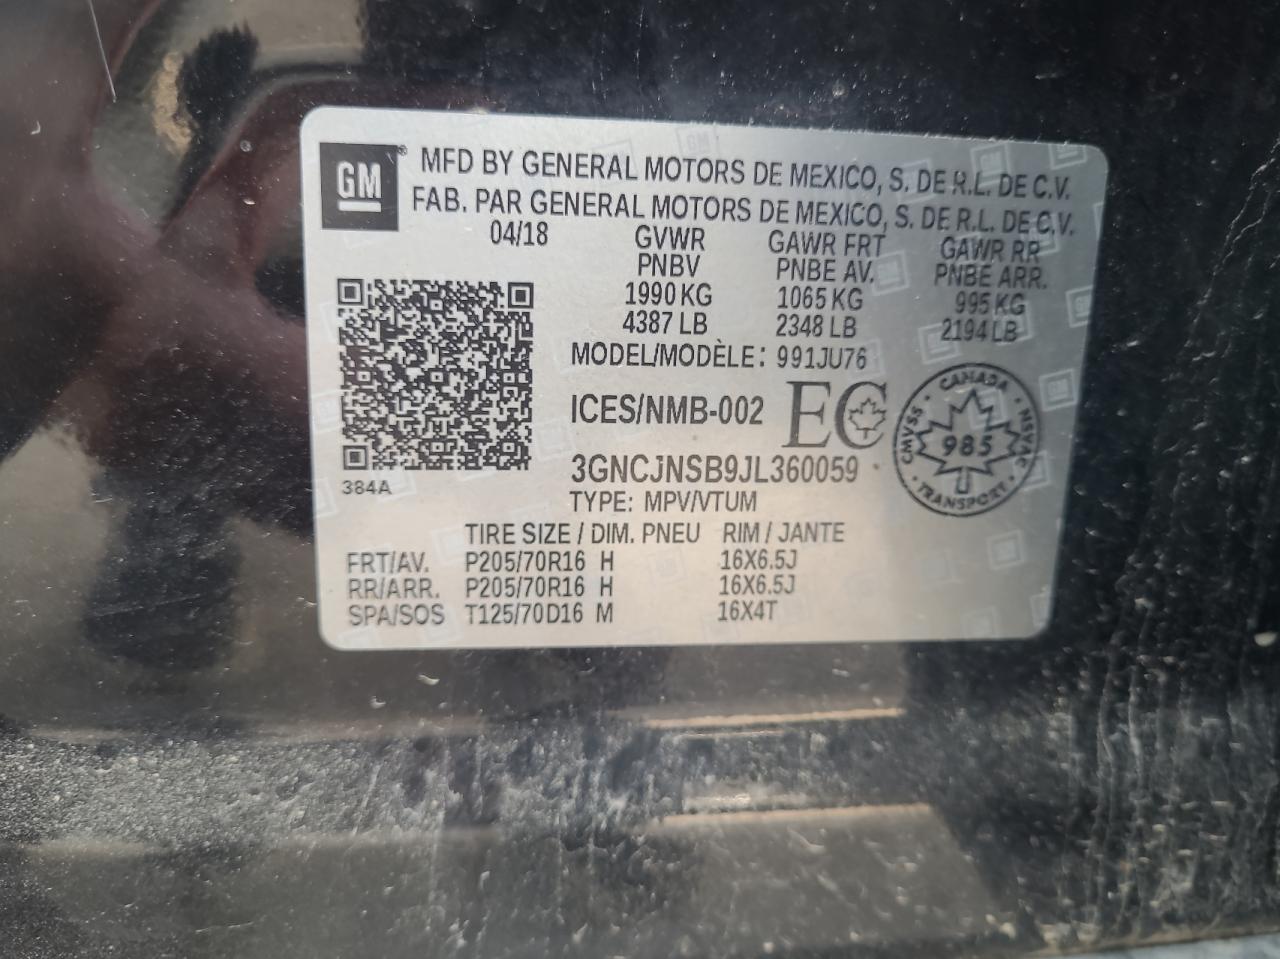 GM
MFD BY GENERAL MOTORS DE MEXICO, S. DE R.L. DE C.V.
FAB. PAR GENERAL MOTORS DE MEXICO, S. DE R.L. DE C.V.
04/18 GVWR GAWR FRT GAWR RR
PNBV PNBE AV. PNBE ARR.
1990 KG 1065 KG 995 KG
4387 LB 2348 LB 2194 LB
MODEL/MODÈLE: 991JU76
ICES/NMB-002 EC
CANADA
CMVSS 985 NSVAC
TRANSPORT
3GNCJNSB9JL360059
384A
TYPE: MPV/VTUM
TIRE SIZE / DIM. PNEU RIM / JANTE
FRT/AV. P205/70R16 H 16X6.5J
RR/ARR. P205/70R16 H 16X6.5J
SPA/SOS T125/70D16 M 16X4T